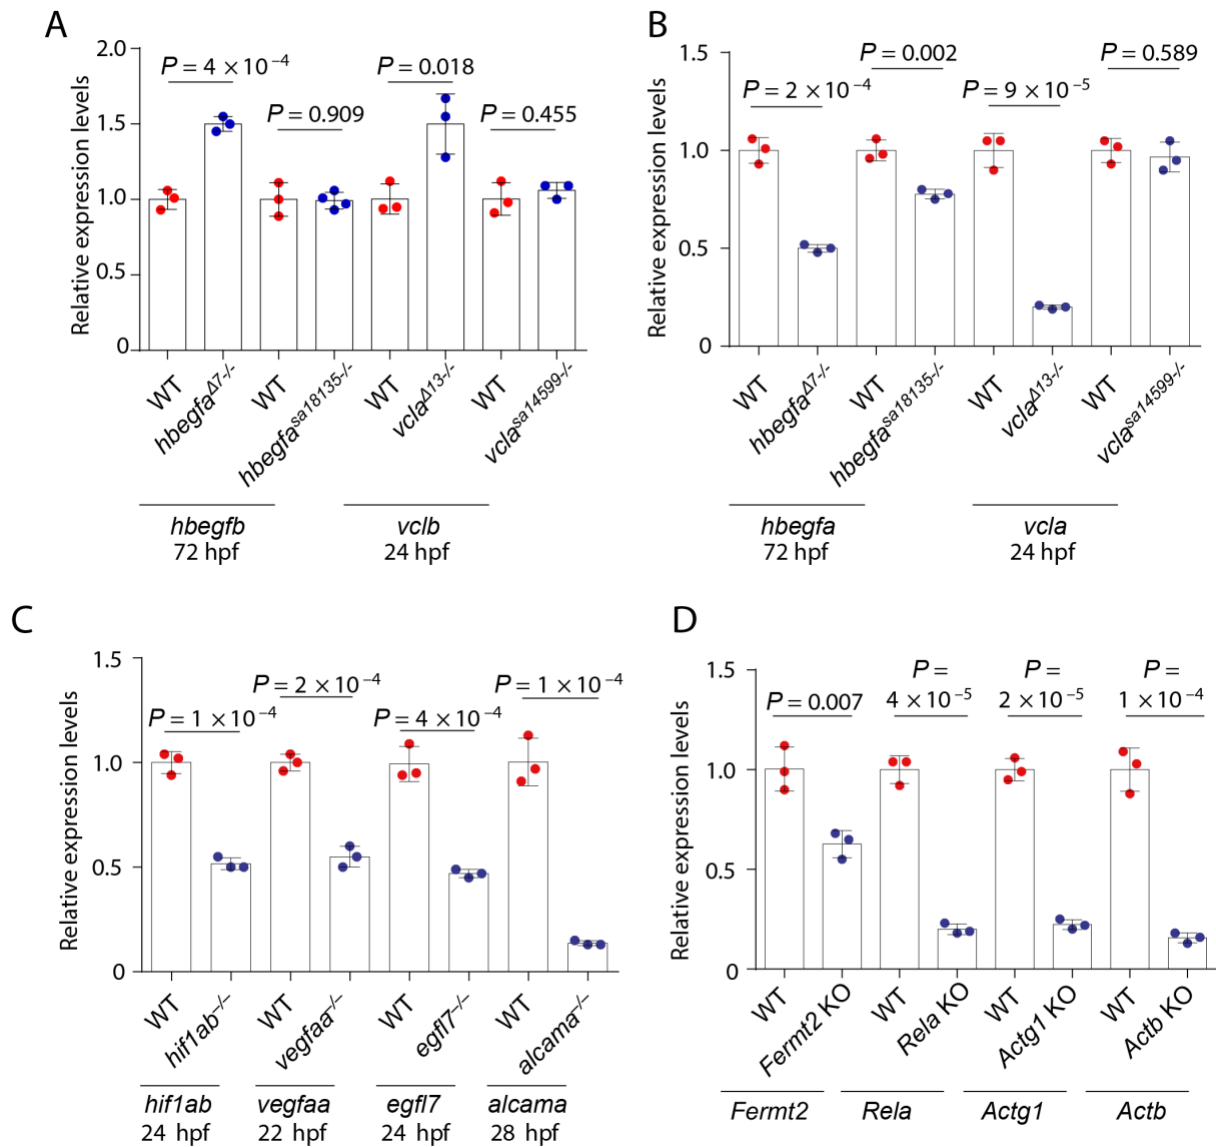 A
Relative expression levels
2.0
1.5
1.0
0.5
0
P = 4 × 10⁻⁴
P = 0.909
P = 0.018
P = 0.455
WT
hbegfa^Δ7-/-
WT
hbegfa^sa18135-/-
WT
vcla^Δ13-/-
WT
vcla^sa14599-/-
hbegfb
72 hpf
vclb
24 hpf
B
Relative expression levels
1.5
1.0
0.5
0
P = 2 × 10⁻⁴
P = 0.002
P = 9 × 10⁻⁵
P = 0.589
WT
hbegfa^Δ7-/-
WT
hbegfa^sa18135-/-
WT
vcla^Δ13-/-
WT
vcla^sa14599-/-
hbegfa
72 hpf
vcla
24 hpf
C
Relative expression levels
1.5
1.0
0.5
0
P = 1 × 10⁻⁴
P = 2 × 10⁻⁴
P = 4 × 10⁻⁴
P = 1 × 10⁻⁴
WT
hif1ab⁻/⁻
WT
vegfaa⁻/⁻
WT
egfl7⁻/⁻
WT
alcama⁻/⁻
hif1ab
24 hpf
vegfaa
22 hpf
egfl7
24 hpf
alcama
28 hpf
D
Relative expression levels
1.5
1.0
0.5
0
P = 0.007
P =
4 × 10⁻⁵
P =
2 × 10⁻⁵
P =
1 × 10⁻⁴
WT
Fermt2 KO
WT
Rela KO
WT
Actg1 KO
WT
Actb KO
Fermt2
Rela
Actg1
Actb